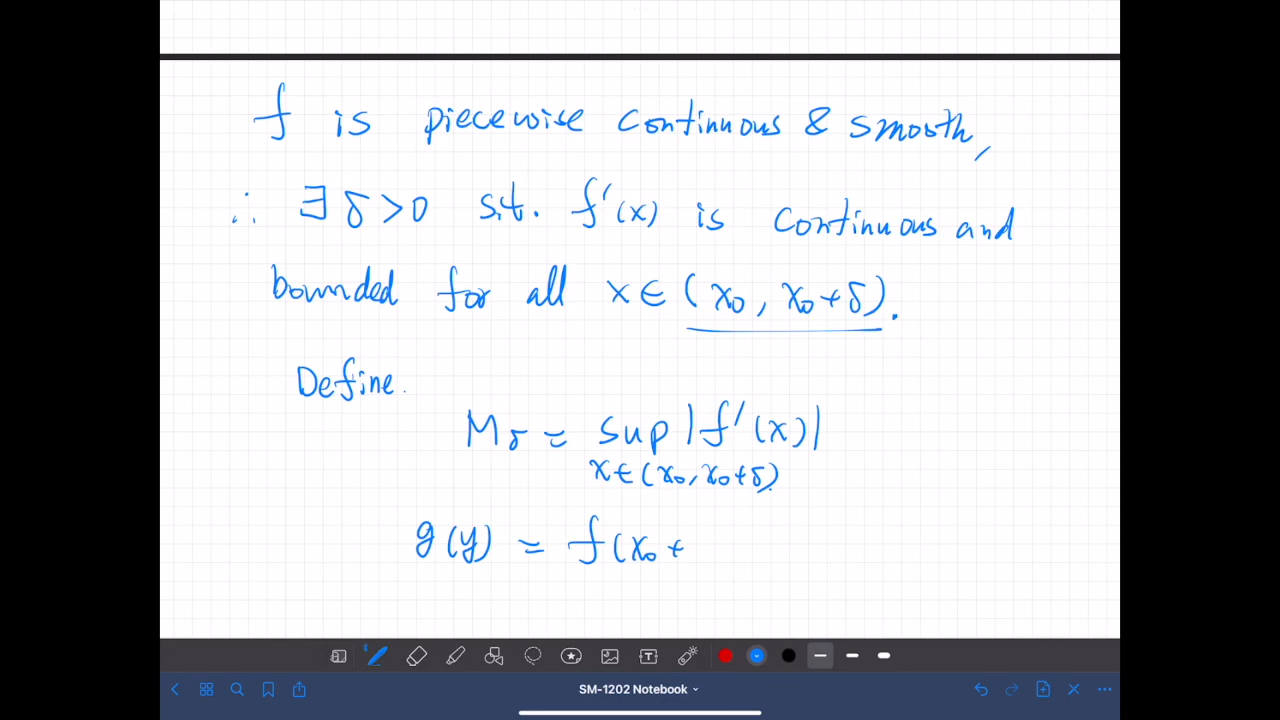 f is piecewise continuous & smooth,
∴ ∃ δ > 0 s.t. f'(x) is continuous and
bounded for all x ∈ (x₀, x₀+δ).
Define.
M_δ = sup |f'(x)|
x ∈ (x₀, x₀+δ)
g(y) = f(x₀ +
SM-1202 Notebook